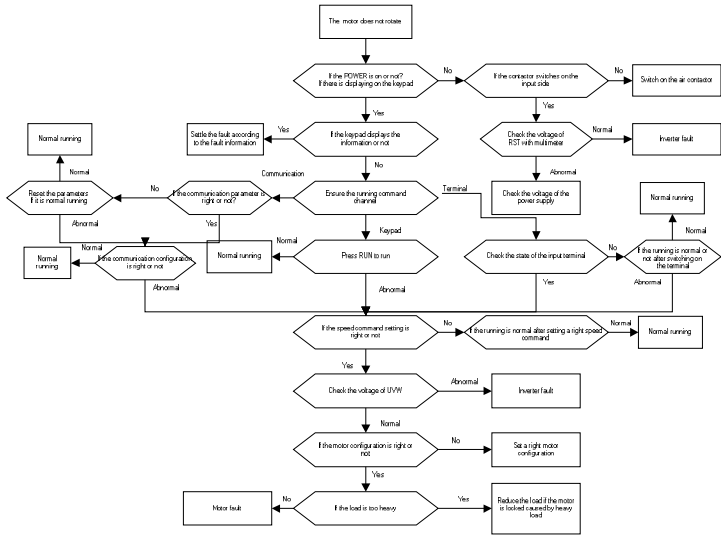 The motor does not rotate
If the POWER is on or not?
If there is displaying on the keypad
No
If the contactor switches on the
input side
No
Switch on the air contactor
Yes
Yes
Settle the fault according
to the fault information
Yes
If the keypad displays the
information or not
Check the voltage of
RST with multimeter
Normal
Inverter fault
Normal running
Normal
No
Abnormal
Communication
Reset the parameters
If it is normal running
No
If the communication parameter is
right or not?
Ensure the running command
channel
Terminal
Check the voltage of the
power supply
Normal running
Abnormal
Yes
Keypad
Normal
Normal
running
Normal
If the communication configuration
is right or not
Normal running
Normal
Press RUN to run
Check the state of the input terminal
No
If the running is normal or
not after switching on
the terminal
Abnormal
Abnormal
Yes
Abnormal
If the speed command setting is
right or not
No
If the running is normal after setting a right speed
command
Normal
Normal running
Yes
Check the voltage of UVW
Abnormal
Inverter fault
Normal
If the motor configuration is right or
not
No
Set a right motor
configuration
Yes
Motor fault
No
If the load is too heavy
Yes
Reduce the load if the motor
is locked caused by heavy
load